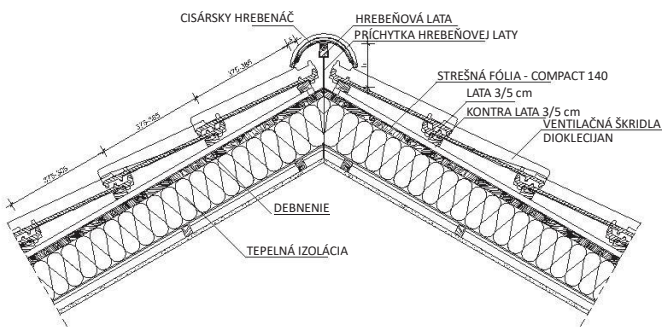 CISÁRSKY HREBENÁČ
HREBEŇOVÁ LATA
PRÍCHYTKA HREBEŇOVEJ LATY
STREŠNÁ FÓLIA - COMPACT 140
LATA 3/5 cm
KONTRA LATA 3/5 cm
VENTILAČNÁ ŠKRIDLA
DIOKLECIJAN
DEBNENIE
TEPELNÁ IZOLÁCIA